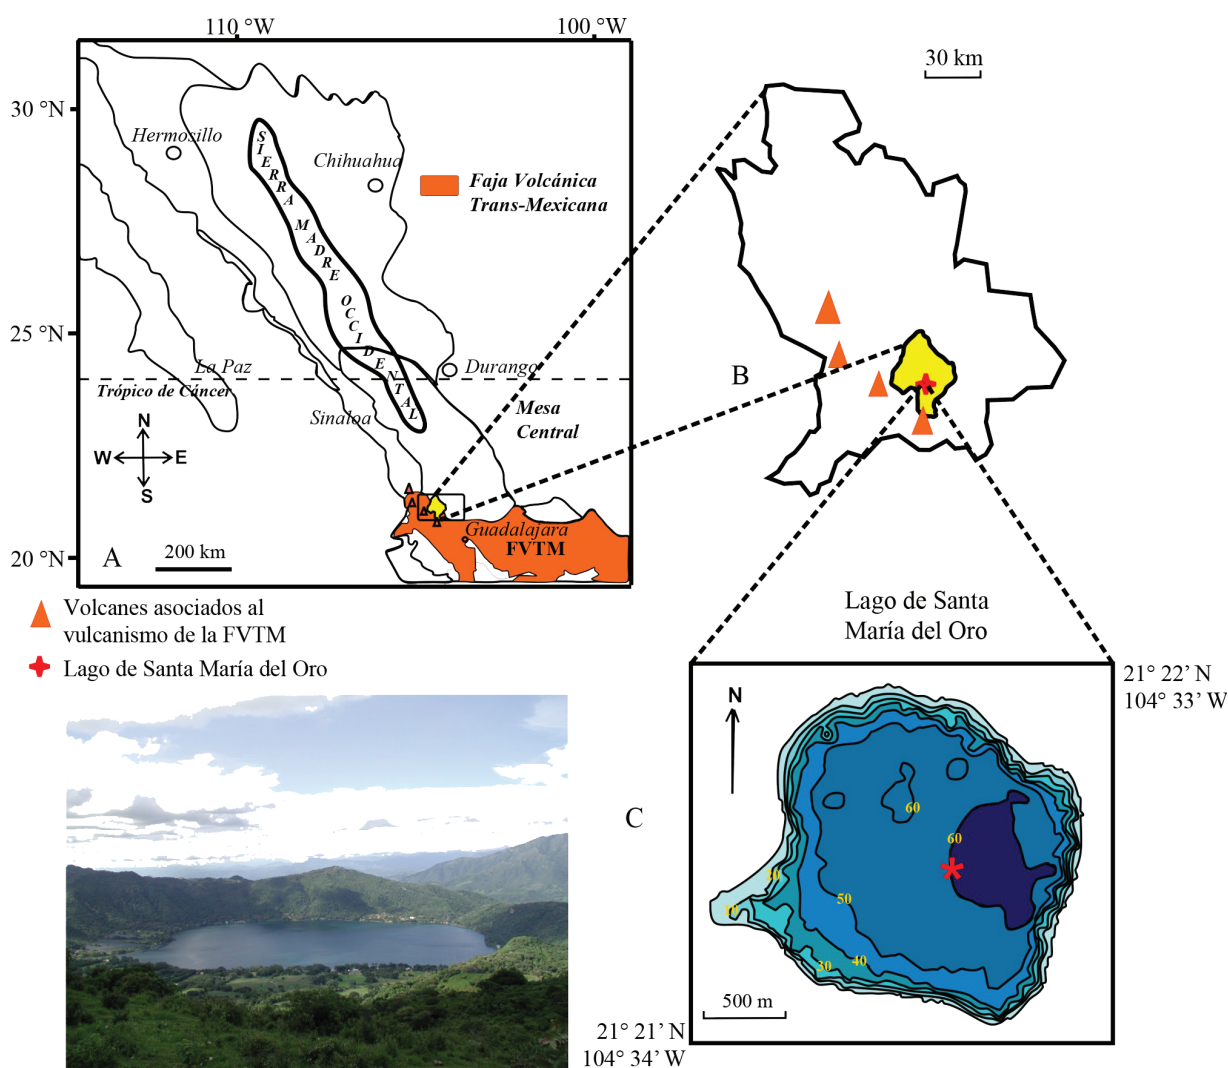 110 °W
100 °W
30 km
30 °N
Hermosillo
Chihuahua
SIERRA MADRE OCCIDENTAL
Faja Volcánica
Trans-Mexicana
25 °N
La Paz
Durango
Trópico de Cáncer
Sinaloa
Mesa
Central
B
N
W
E
S
Guadalajara
FVTM
20 °N
A
200 km
Volcanes asociados al
vulcanismo de la FVTM
Lago de Santa María del Oro
Lago de Santa
María del Oro
21° 22’ N
104° 33’ W
N
C
60
60
20
10
50
30
40
500 m
21° 21’ N
104° 34’ W